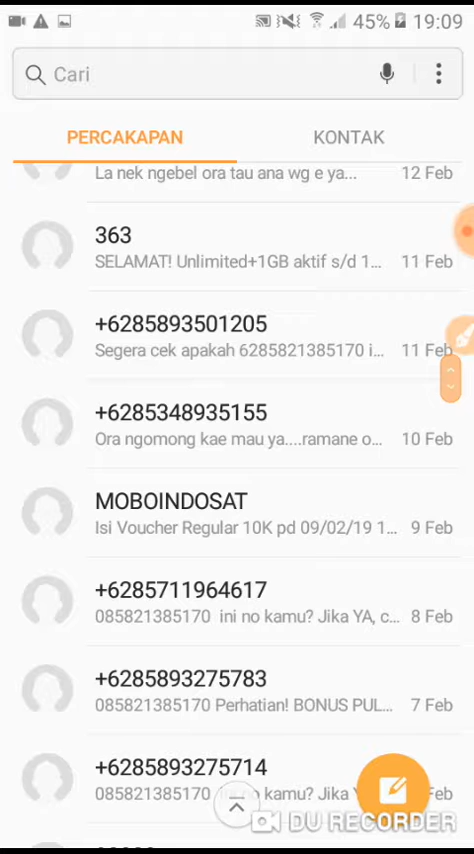 45% 19:09
Cari
PERCAKAPAN KONTAK
La nek ngebel ora tau ana wg e ya... 12 Feb
363
SELAMAT! Unlimited+1GB aktif s/d 1... 11 Feb
+6285893501205
Segera cek apakah 6285821385170 i... 11 Feb
+6285348935155
Ora ngomong kae mau ya....ramane o... 10 Feb
MOBOINDOSAT
Isi Voucher Regular 10K pd 09/02/19 1... 9 Feb
+6285711964617
085821385170 ini no kamu? Jika YA, c... 8 Feb
+6285893275783
085821385170 Perhatian! BONUS PUL... 7 Feb
+6285893275714
085821385170 kamu? Jika Feb
DU RECORDER